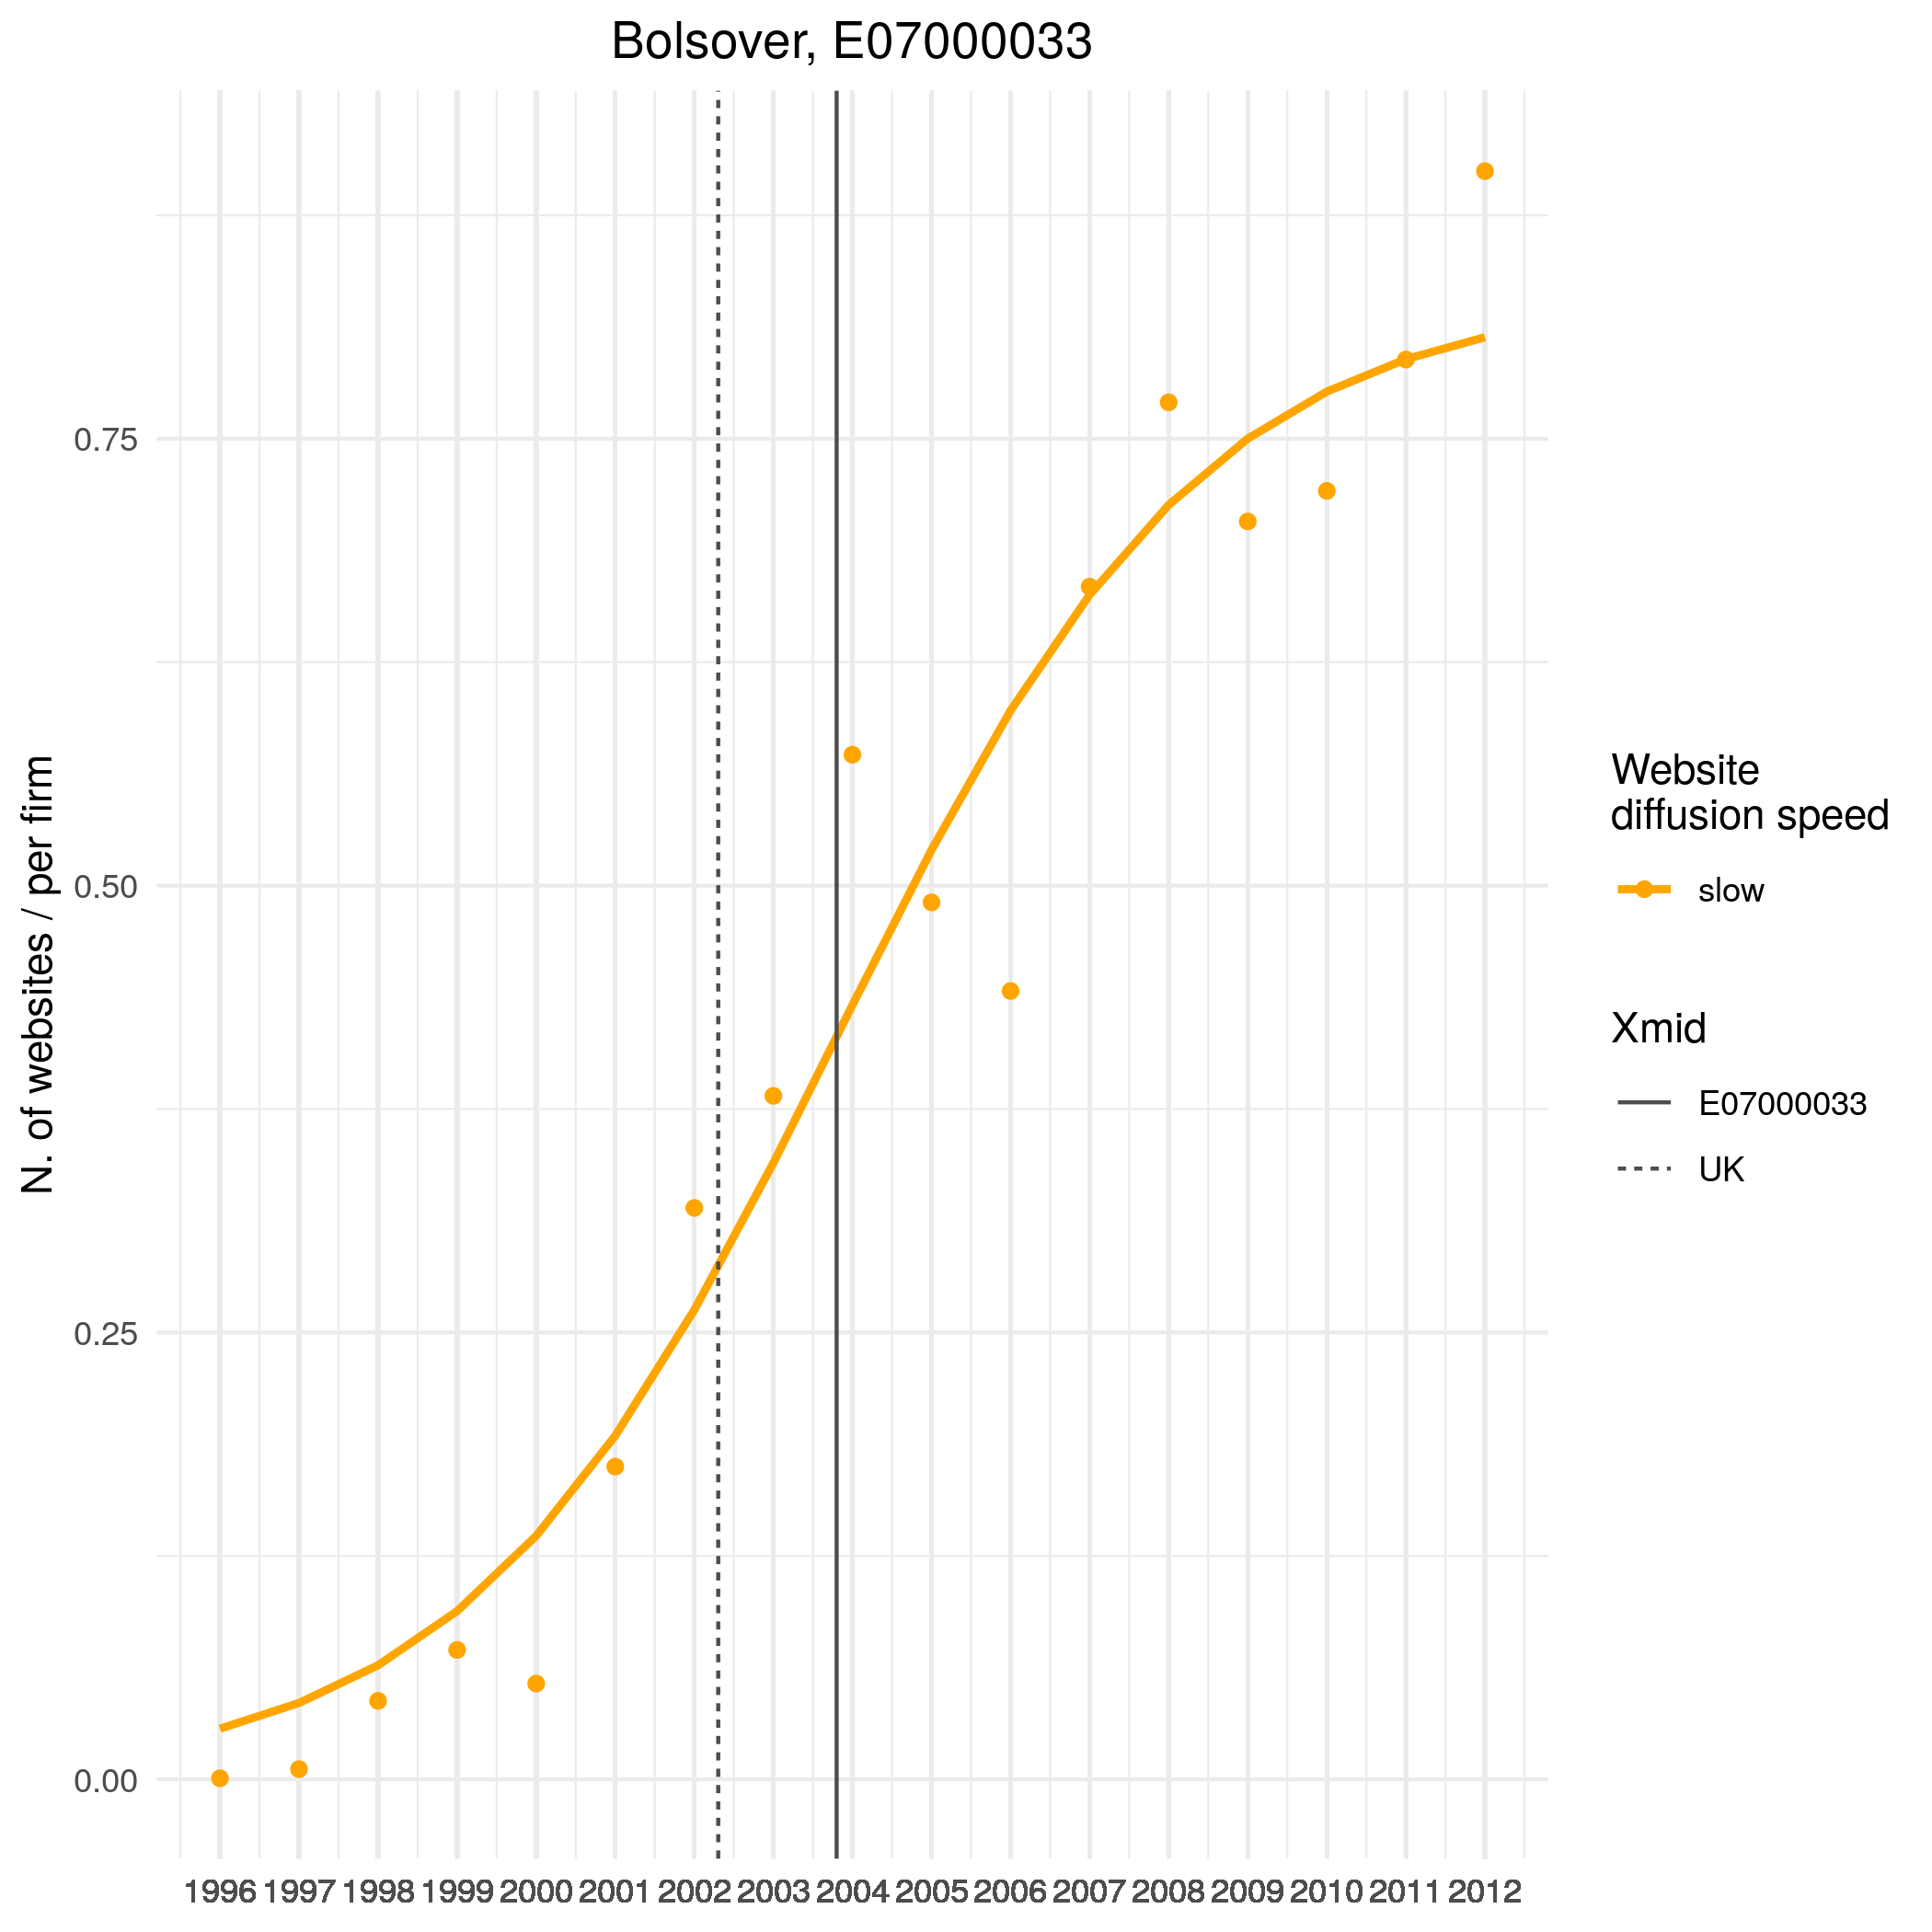 Bolsover, E07000033
N. of websites / per firm
0.75
0.50
0.25
0.00
1996 1997 1998 1999 2000 2001 2002 2003 2004 2005 2006 2007 2008 2009 2010 2011 2012
Website
diffusion speed
slow
Xmid
E07000033
UK